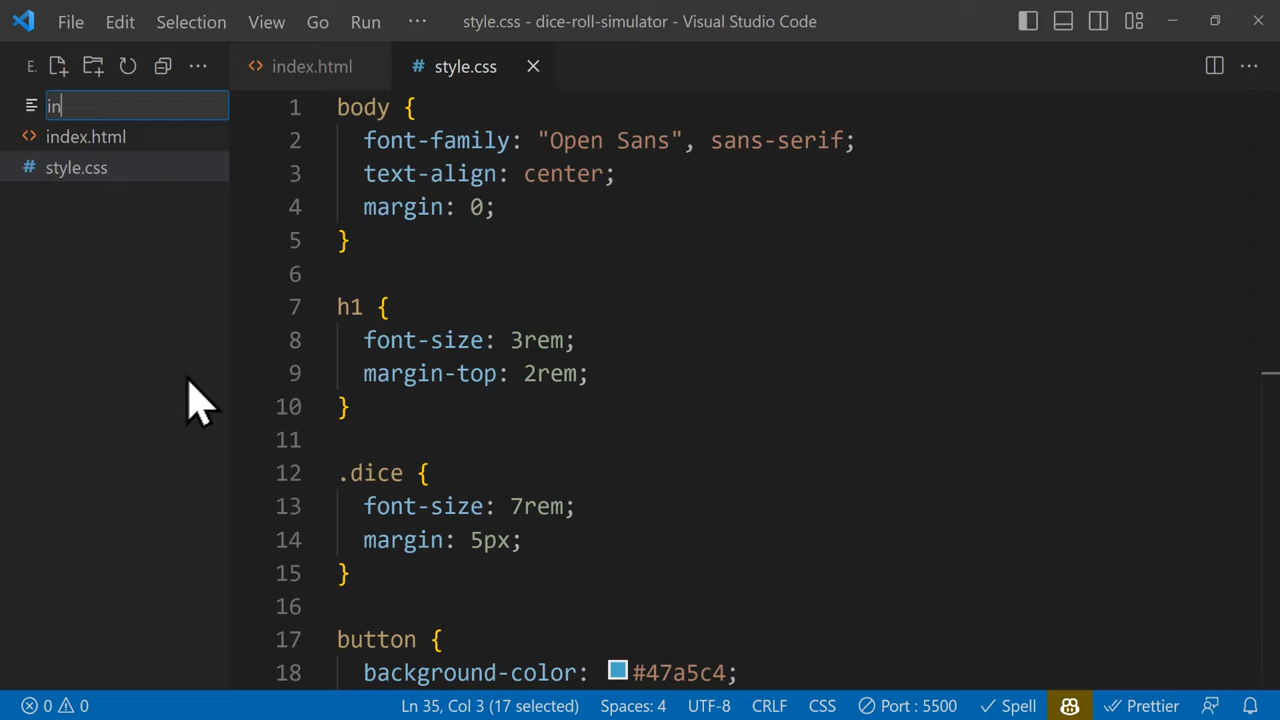 File Edit Selection View Go Run ··· style.css - dice-roll-simulator - Visual Studio Code
E. ··· index.html # style.css
in
index.html
# style.css
1 body {
2 font-family: "Open Sans", sans-serif;
3 text-align: center;
4 margin: 0;
5 }
6
7 h1 {
8 font-size: 3rem;
9 margin-top: 2rem;
10 }
11
12 .dice {
13 font-size: 7rem;
14 margin: 5px;
15 }
16
17 button {
18 background-color: #47a5c4;
0 0 Ln 35, Col 3 (17 selected) Spaces: 4 UTF-8 CRLF CSS Port : 5500 Spell Prettier